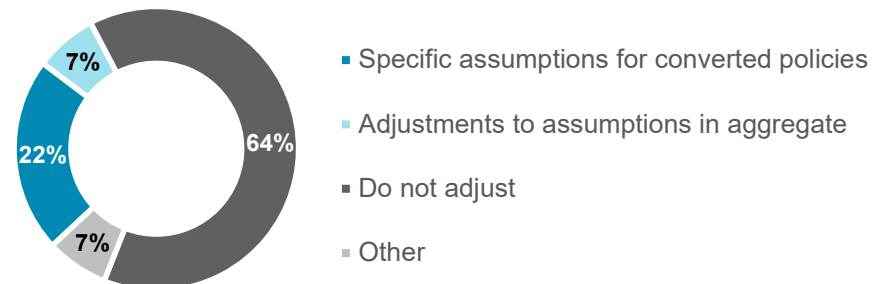 7%
Specific assumptions for converted policies
Adjustments to assumptions in aggregate
64%
22%
Do not adjust
7%
Other